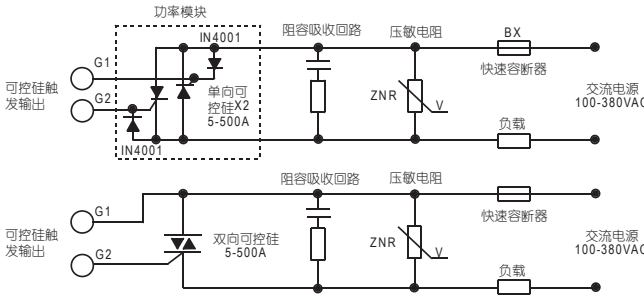 功率模块
IN4001
阻容吸收回路
压敏电阻
BX
快速容断器
G1
可控硅触
发输出
G2
单向可
控硅X2
5-500A
ZNR
V
交流电源
100-380VAC
IN4001
负载
阻容吸收回路
压敏电阻
快速容断器
G1
可控硅触
发输出
G2
双向可控硅
5-500A
ZNR
V
交流电源
100-380VAC
负载